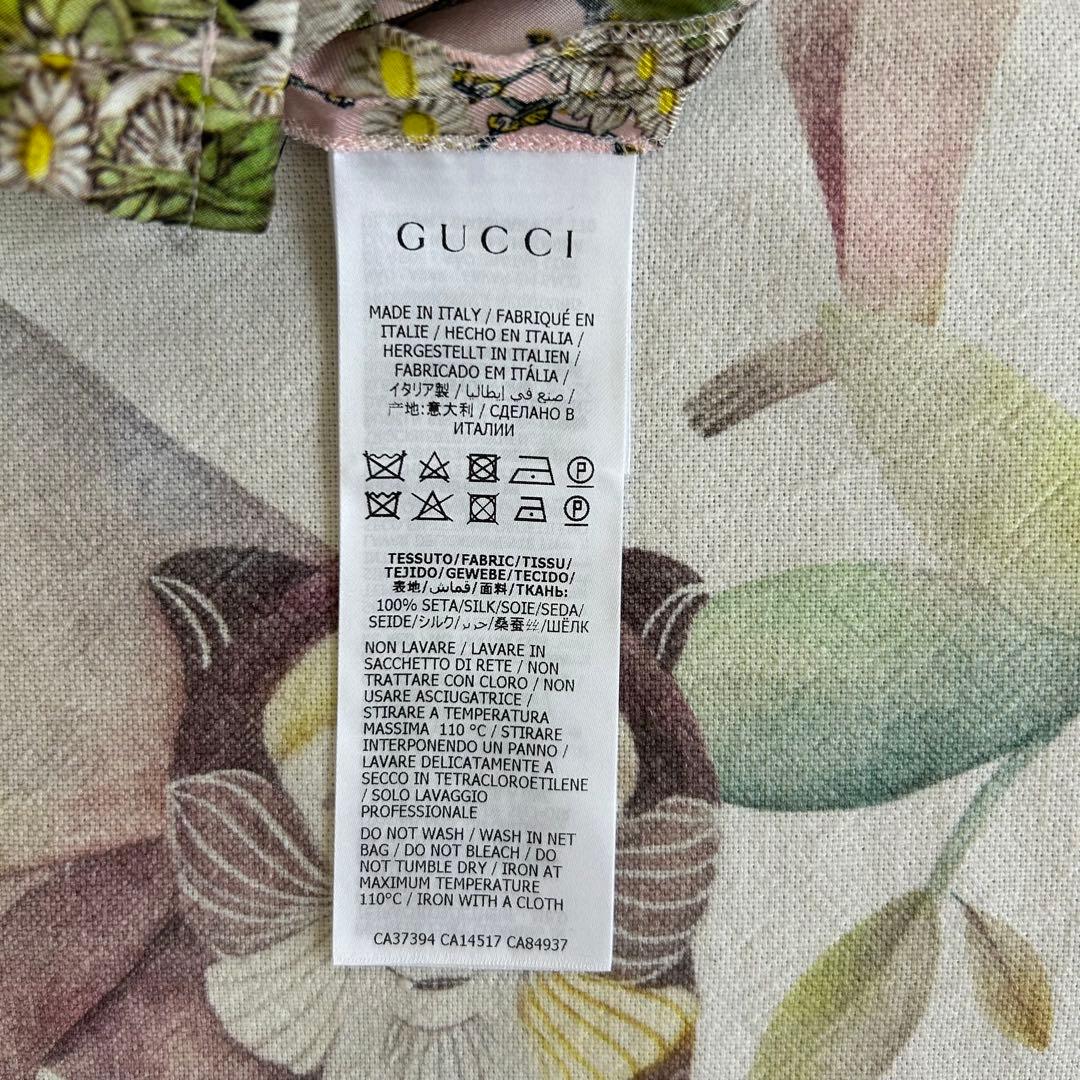 GUCCI
MADE IN ITALY / FABRIQUÉ EN
ITALIE / HECHO EN ITALIA /
HERGESTELLT IN ITALIEN /
FABRICADO EM ITÁLIA /
イタリア製 / صنع في إيطاليا /
产地:意大利 / СДЕЛАНО В
ИТАЛИИ
P
P
TESSUTO/FABRIC/TISSU/
TEJIDO/GEWEBE/TECIDO/
表地/قماش/面料/ТКАНЬ:
100% SETA/SILK/SOIE/SEDA/
SEIDE/シルク/حرير/桑蚕丝/ШЁЛК
NON LAVARE / LAVARE IN
SACCHETTO DI RETE / NON
TRATTARE CON CLORO / NON
USARE ASCIUGATRICE /
STIRARE A TEMPERATURA
MASSIMA 110 °C / STIRARE
INTERPONENDO UN PANNO /
LAVARE DELICATAMENTE A
SECCO IN TETRACLOROETILENE
/ SOLO LAVAGGIO
PROFESSIONALE
DO NOT WASH / WASH IN NET
BAG / DO NOT BLEACH / DO
NOT TUMBLE DRY / IRON AT
MAXIMUM TEMPERATURE
110°C / IRON WITH A CLOTH
CA37394 CA14517 CA84937